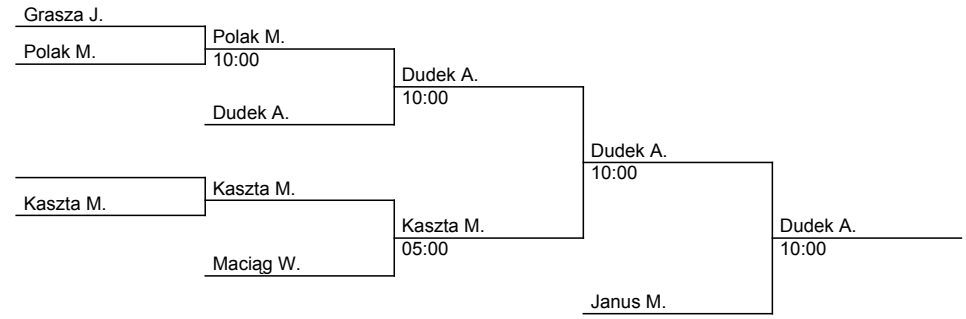 Grasza J.
Polak M.
Polak M.
10:00
Dudek A.
Dudek A.
10:00
Kaszta M.
Kaszta M.
Maciąg W.
Kaszta M.
05:00
Dudek A.
10:00
Janus M.
Dudek A.
10:00